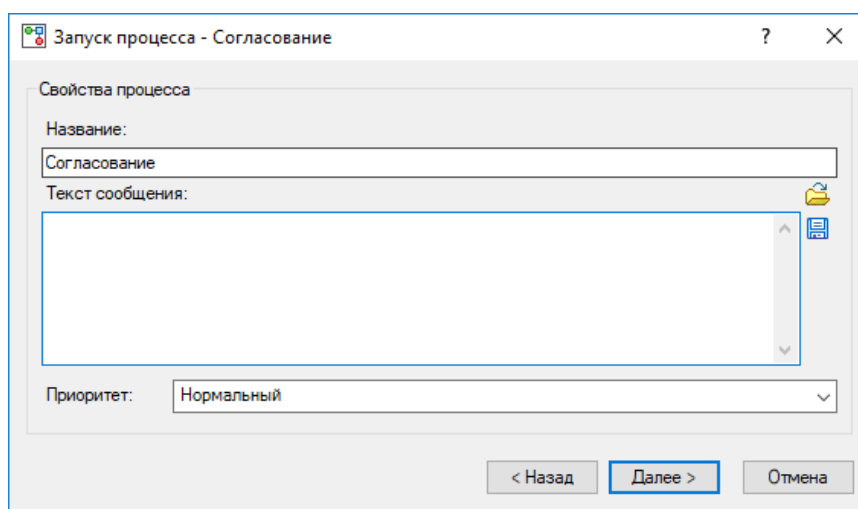 Запуск процесса - Согласование
Свойства процесса
Название:
Согласование
Текст сообщения:
Приоритет: Нормальный
< Назад Далее > Отмена